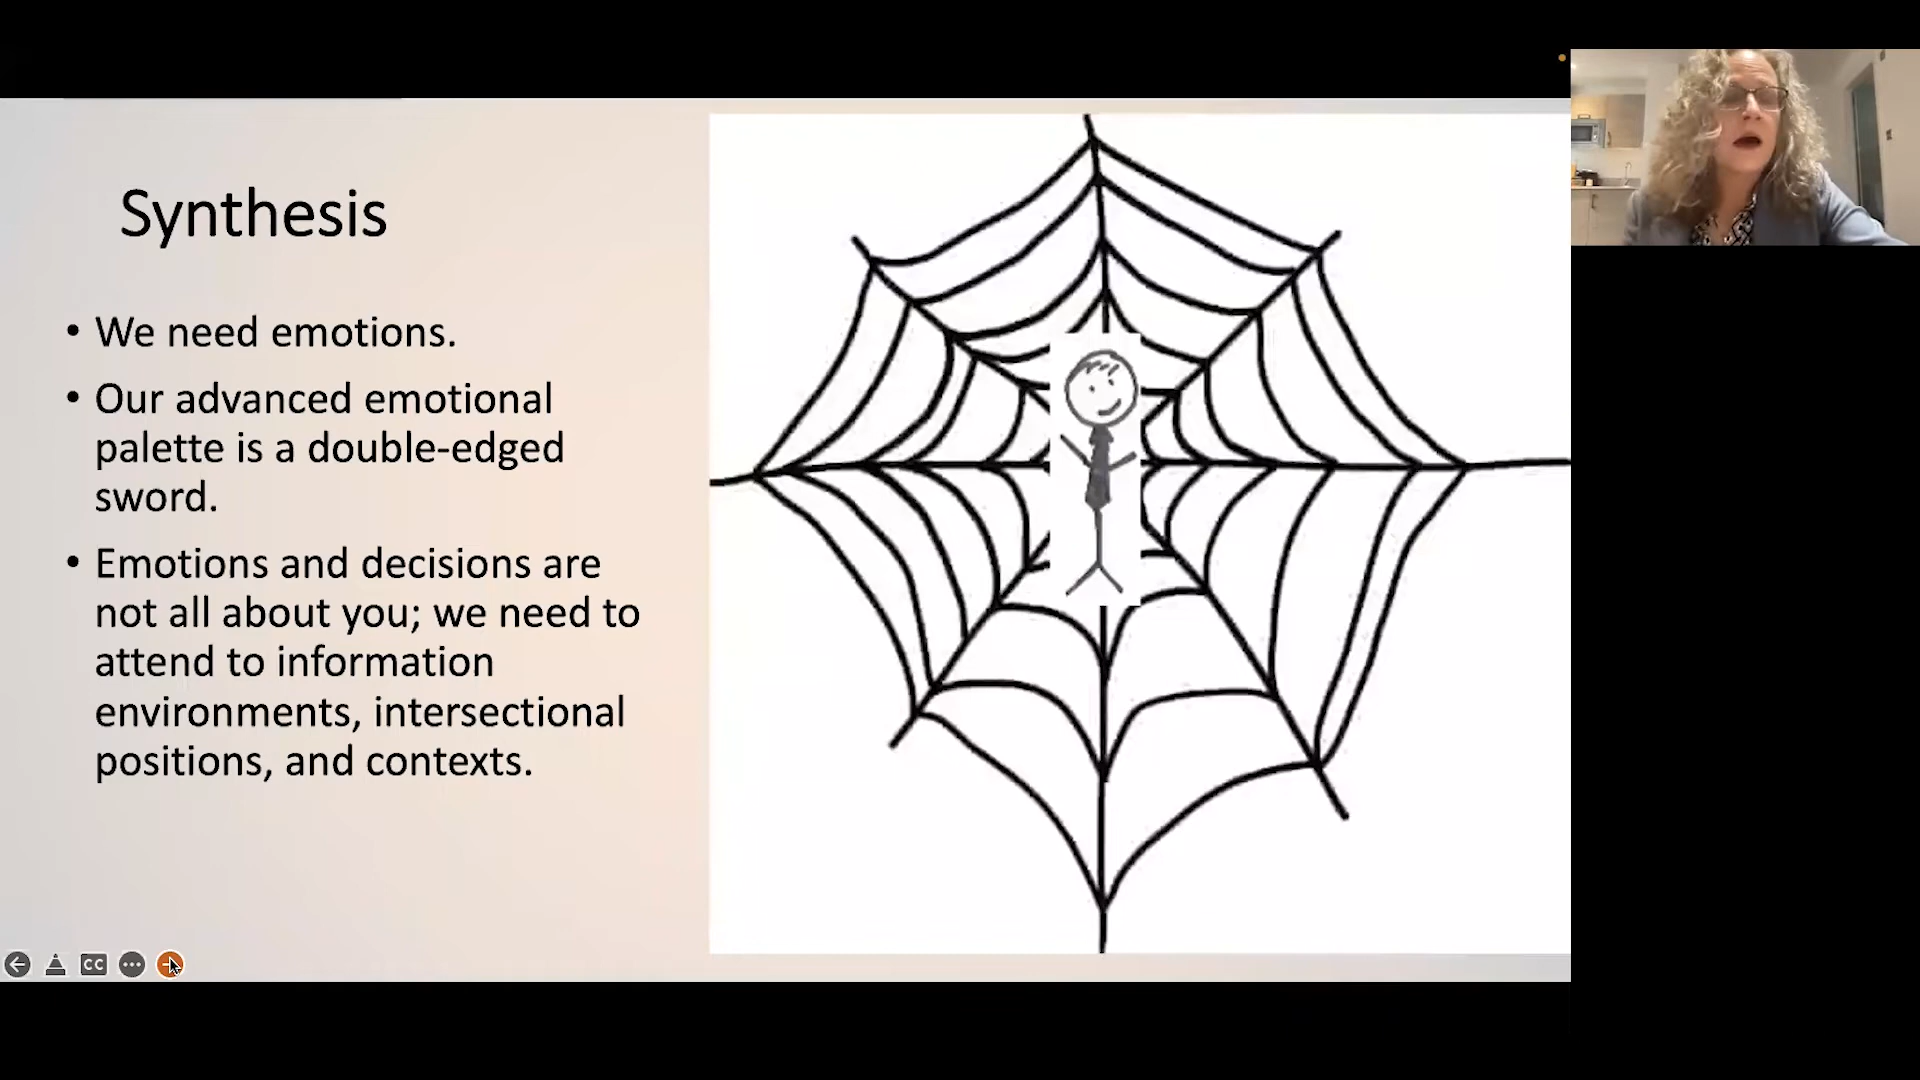 Synthesis
• We need emotions.
• Our advanced emotional
palette is a double-edged
sword.
• Emotions and decisions are
not all about you; we need to
attend to information
environments, intersectional
positions, and contexts.
CC